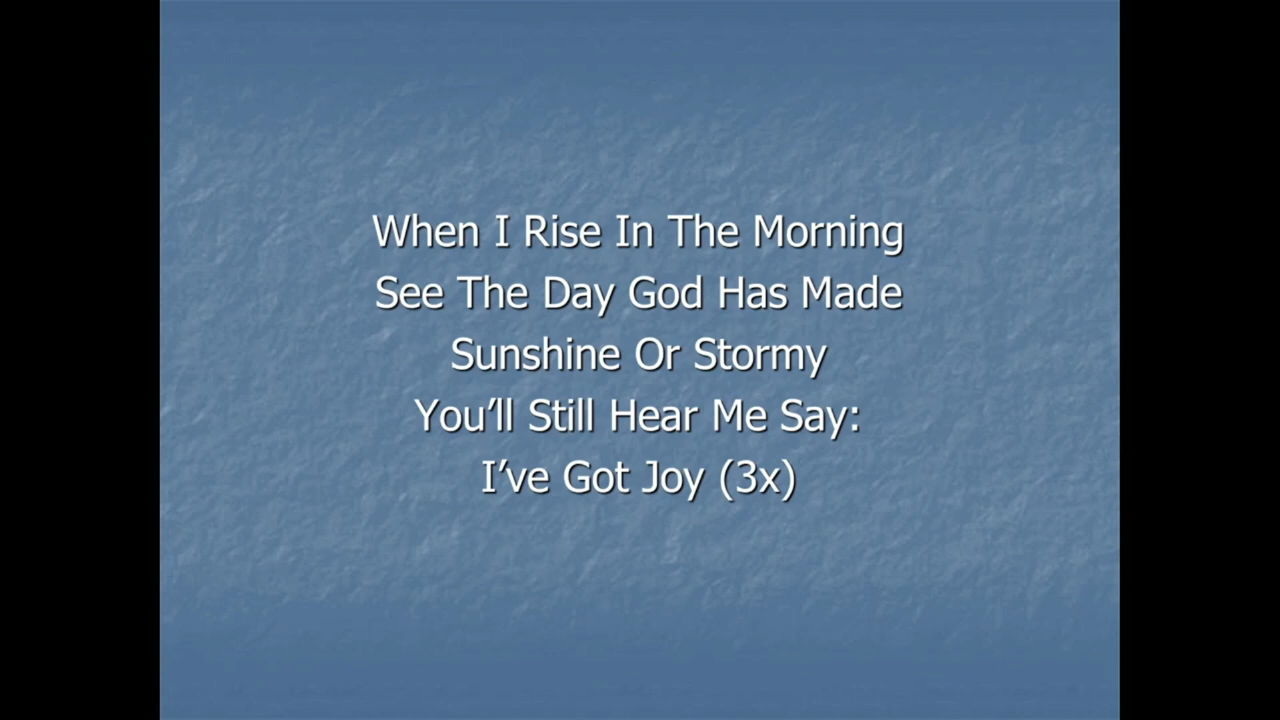 When I Rise In The Morning
See The Day God Has Made
Sunshine Or Stormy
You’ll Still Hear Me Say:
I’ve Got Joy (3x)